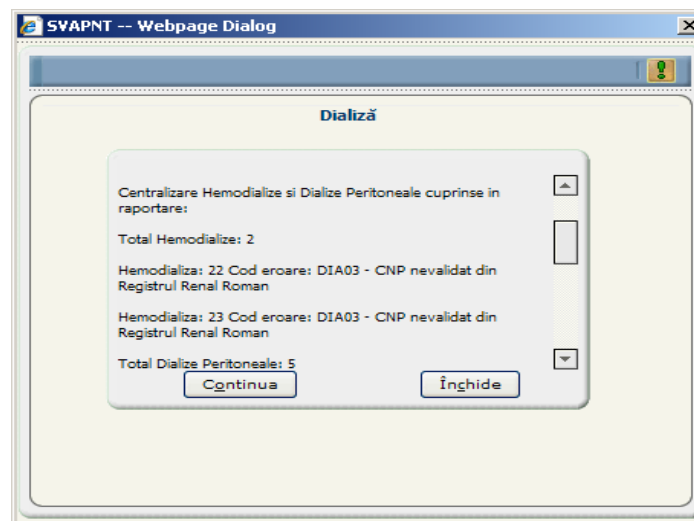 SVAPNT -- Webpage Dialog
Dializă
Centralizare Hemodialize si Dialize Peritoneale cuprinse in
raportare:
Total Hemodialize: 2
Hemodializa: 22 Cod eroare: DIA03 - CNP nevalidat din
Registrul Renal Roman
Hemodializa: 23 Cod eroare: DIA03 - CNP nevalidat din
Registrul Renal Roman
Total Dialize Peritoneale: 5
Continua
Închide